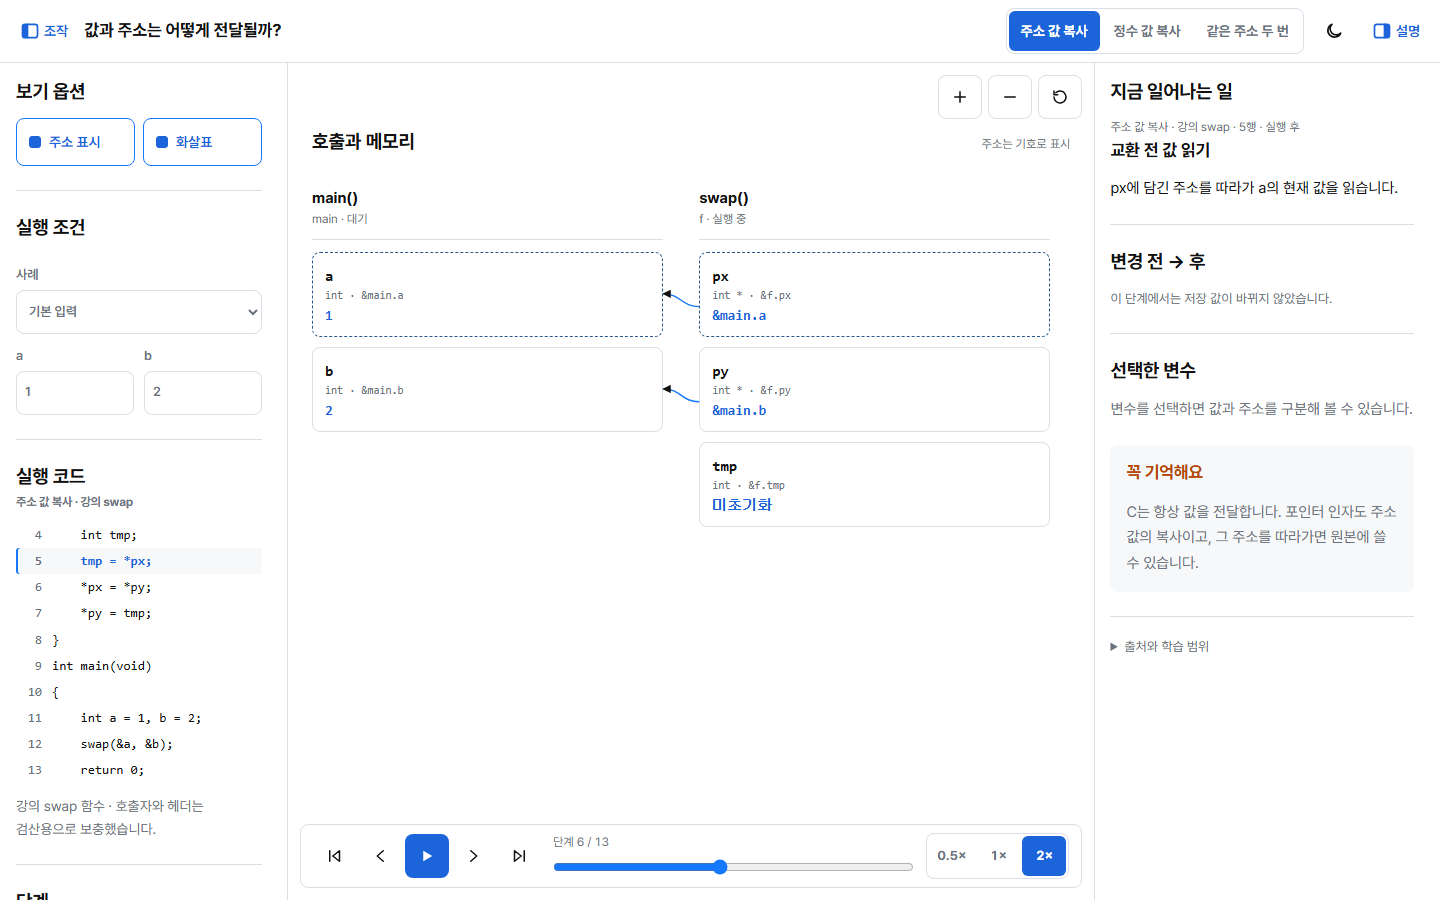 조작
값과 주소는 어떻게 전달될까?
주소 값 복사
정수 값 복사
같은 주소 두 번
설명
보기 옵션
주소 표시
화살표
실행 조건
사례
기본 입력
a
b
1
2
실행 코드
주소 값 복사 · 강의 swap
4 int tmp;
5 tmp = *px;
6 *px = *py;
7 *py = tmp;
8 }
9 int main(void)
10 {
11 int a = 1, b = 2;
12 swap(&a, &b);
13 return 0;
강의 swap 함수 · 호출자와 헤더는
검산용으로 보충했습니다.
호출과 메모리
주소는 기호로 표시
main()
main · 대기
a
int · &main.a
1
b
int · &main.b
2
swap()
f · 실행 중
px
int * · &f.px
&main.a
py
int * · &f.py
&main.b
tmp
int · &f.tmp
미초기화
단계 6 / 13
0.5×
1×
2×
지금 일어나는 일
주소 값 복사 · 강의 swap · 5행 · 실행 후
교환 전 값 읽기
px에 담긴 주소를 따라가 a의 현재 값을 읽습니다.
변경 전 → 후
이 단계에서는 저장 값이 바뀌지 않았습니다.
선택한 변수
변수를 선택하면 값과 주소를 구분해 볼 수 있습니다.
꼭 기억해요
C는 항상 값을 전달합니다. 포인터 인자도 주소
값의 복사이고, 그 주소를 따라가면 원본에 쓸
수 있습니다.
출처와 학습 범위